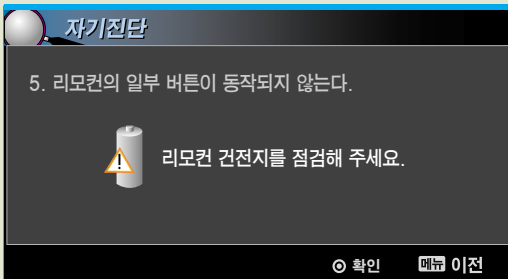 자기진단
5. 리모컨의 일부 버튼이 동작되지 않는다.
리모컨 건전지를 점검해 주세요.
확인 메뉴 이전